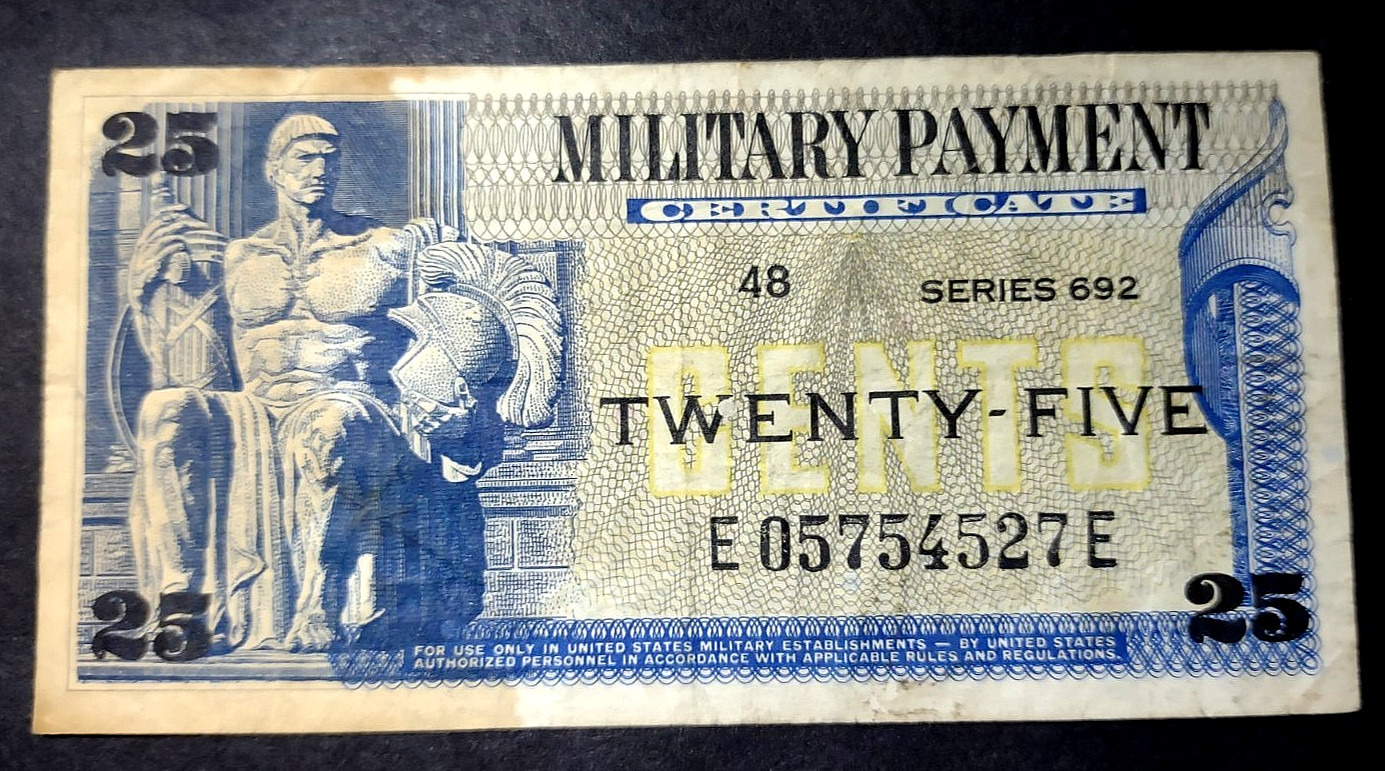 25
MILITARY PAYMENT
CERTIFICATE
48 SERIES 692
CENTS
TWENTY-FIVE
E 05754527 E
25
25
FOR USE ONLY IN UNITED STATES MILITARY ESTABLISHMENTS — BY UNITED STATES
AUTHORIZED PERSONNEL IN ACCORDANCE WITH APPLICABLE RULES AND REGULATIONS.